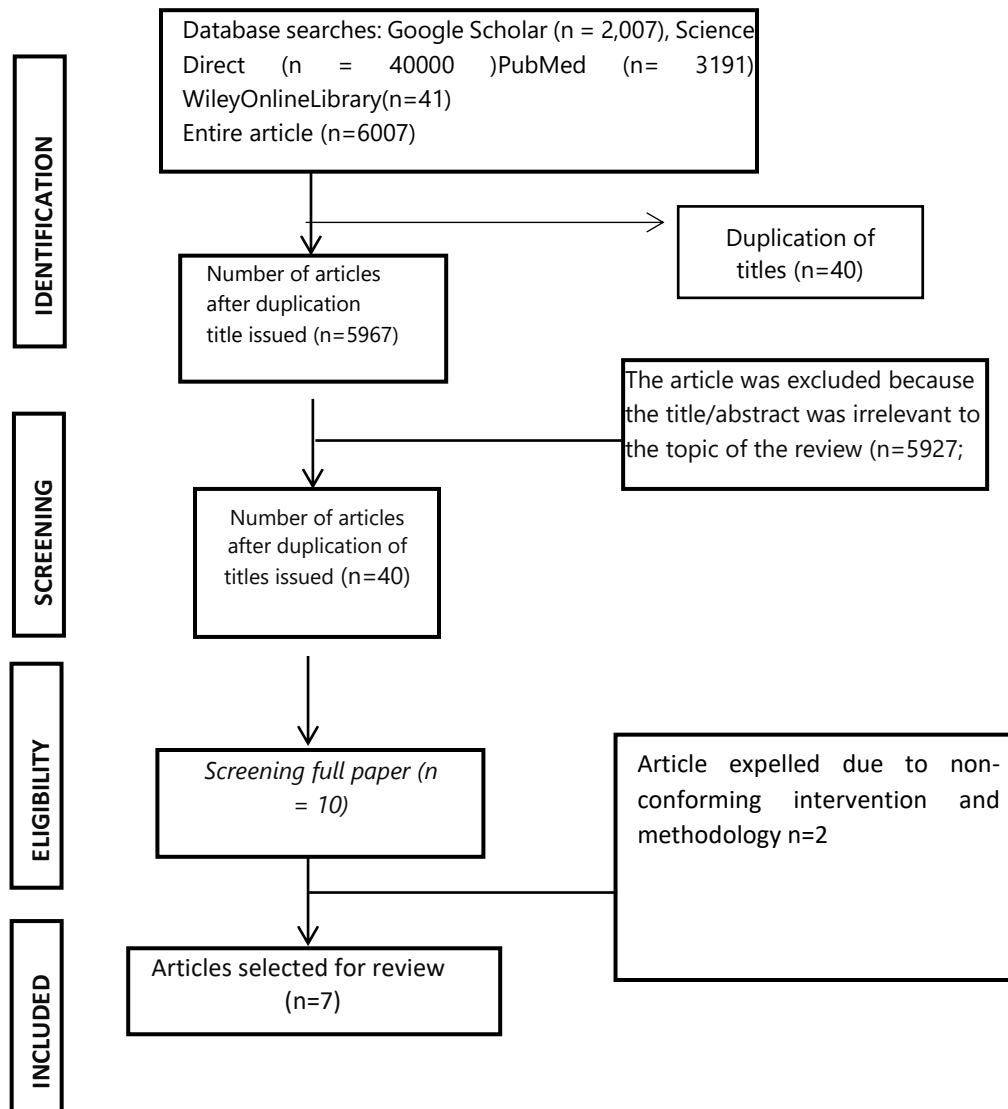 Database searches: Google Scholar (n = 2,007), Science
Direct (n = 40000 )PubMed (n= 3191)
WileyOnlineLibrary(n=41)
Entire article (n=6007)
IDENTIFICATION
Duplication of
titles (n=40)
Number of articles
after duplication
title issued (n=5967)
The article was excluded because
the title/abstract was irrelevant to
the topic of the review (n=5927;
SCREENING
Number of articles
after duplication of
titles issued (n=40)
ELIGIBILITY
Screening full paper (n
= 10)
Article expelled due to non-
conforming intervention and
methodology n=2
INCLUDED
Articles selected for review
(n=7)